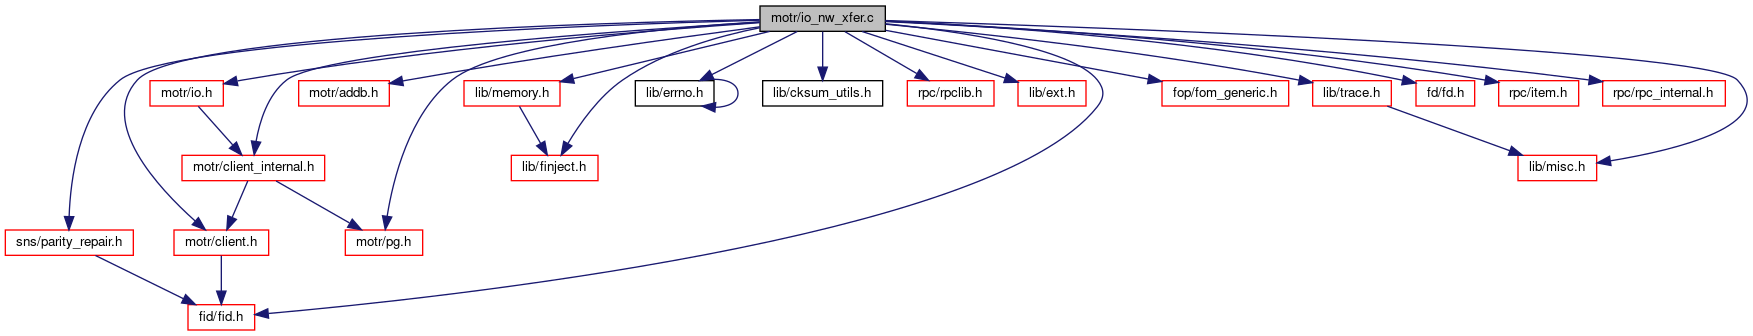 motr/io_nw_xfer.c
motr/io.h
motr/addb.h
lib/memory.h
lib/errno.h
lib/cksum_utils.h
rpc/rpclib.h
lib/ext.h
fop/fom_generic.h
lib/trace.h
fd/fd.h
rpc/item.h
rpc/rpc_internal.h
motr/client_internal.h
lib/finject.h
lib/misc.h
sns/parity_repair.h
motr/client.h
motr/pg.h
fid/fid.h